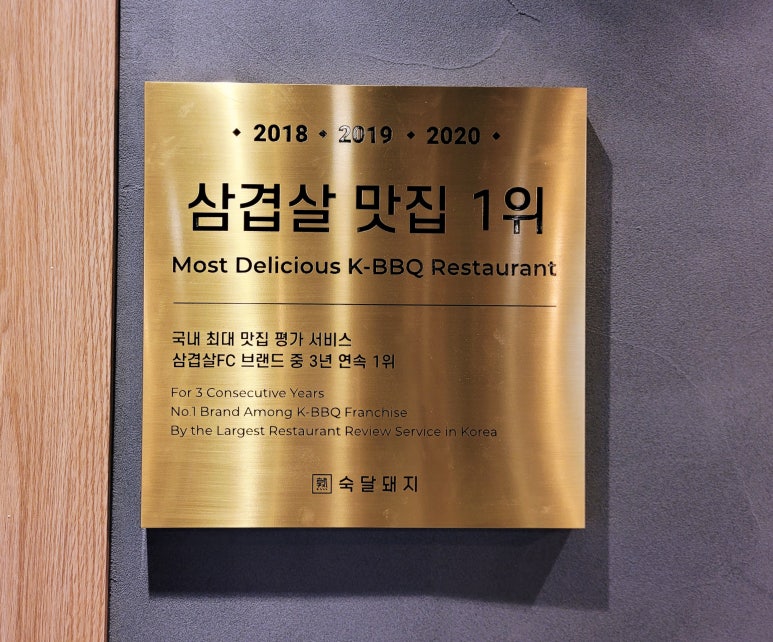 ◆ 2018 ◆ 2019 ◆ 2020 ◆
삼겹살 맛집 1위
Most Delicious K-BBQ Restaurant
국내 최대 맛집 평가 서비스
삼겹살FC 브랜드 중 3년 연속 1위
For 3 Consecutive Years
No.1 Brand Among K-BBQ Franchise
By the Largest Restaurant Review Service in Korea
숙달돼지